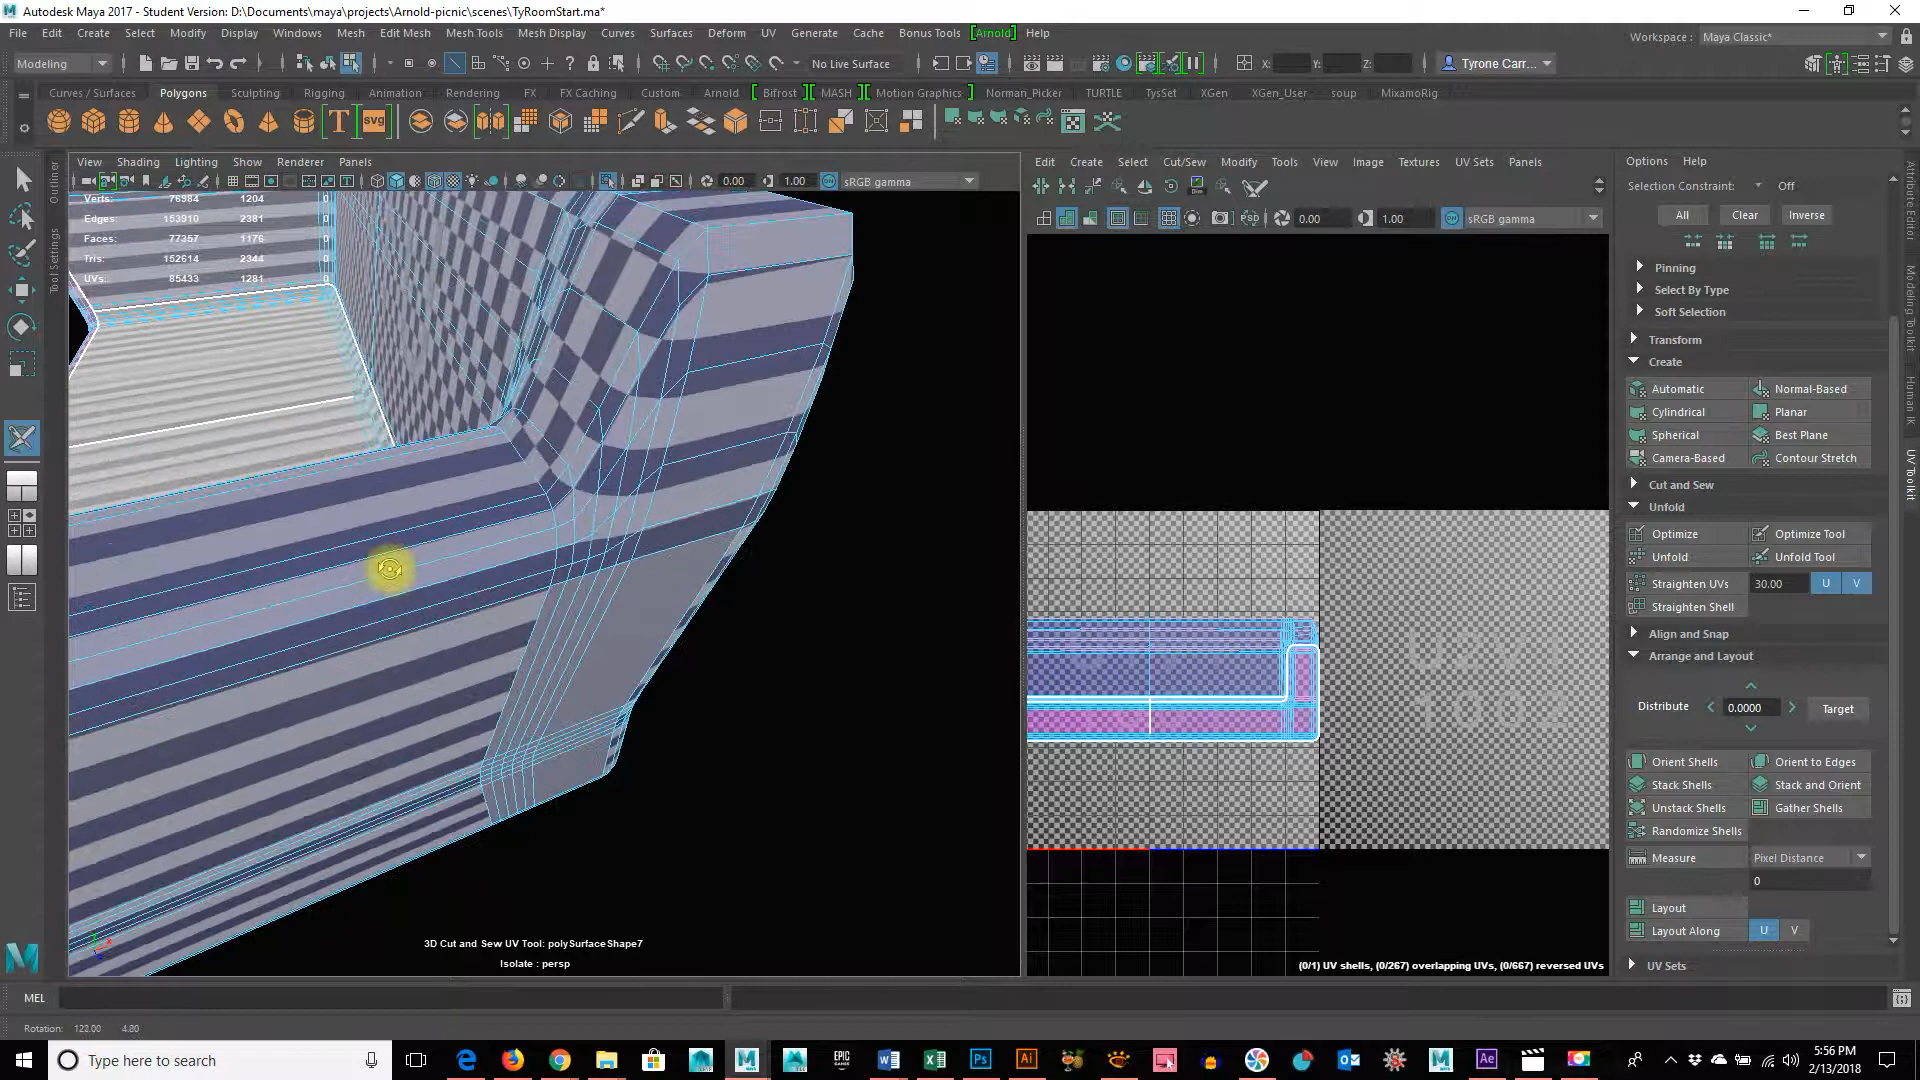 Autodesk Maya 2017 - Student Version: D:\Documents\maya\projects\Arnold-picnic\scenes\TyRoomStart.ma*
File Edit Create Select Modify Display Windows Mesh Edit Mesh Mesh Tools Mesh Display Curves Surfaces Deform UV Generate Cache Bonus Tools [Arnold] Help
Workspace: Maya Classic*
Modeling
No Live Surface
X: Y: Z:
Tyrone Carr...
Curves / Surfaces Polygons Sculpting Rigging Animation Rendering FX FX Caching Custom Arnold Bifrost MASH Motion Graphics Norman_Picker TURTLE TysSet XGen XGen_User soup MixamoRig
T svg
View Shading Lighting Show Renderer Panels
0.00 1.00 sRGB gamma
Verts: 76984 1204 0
Edges: 153910 2381 0
Faces: 77357 1176 0
Tris: 152614 2344 0
UVs: 85433 1281 0
3D Cut and Sew UV Tool: polySurfaceShape7
Isolate : persp
Edit Create Select Cut/Sew Modify Tools View Image Textures UV Sets Panels
0.00 1.00 sRGB gamma
(0/1) UV shells, (0/267) overlapping UVs, (0/667) reversed UVs
Options Help
Selection Constraint: Off
All Clear Inverse
Pinning
Select By Type
Soft Selection
Transform
Create
Automatic Normal-Based
Cylindrical Planar
Spherical Best Plane
Camera-Based Contour Stretch
Cut and Sew
Unfold
Optimize Optimize Tool
Unfold Unfold Tool
Straighten UVs 30.00 U V
Straighten Shell
Align and Snap
Arrange and Layout
Distribute 0.0000 Target
Orient Shells Orient to Edges
Stack Shells Stack and Orient
Unstack Shells Gather Shells
Randomize Shells
Measure Pixel Distance
0
Layout
Layout Along U V
UV Sets
Outliner
Tool Settings
Attribute Editor
Modeling Toolkit
Human IK
UV Toolkit
MEL
Rotation: 122.00 4.80
Type here to search
5:56 PM
2/13/2018